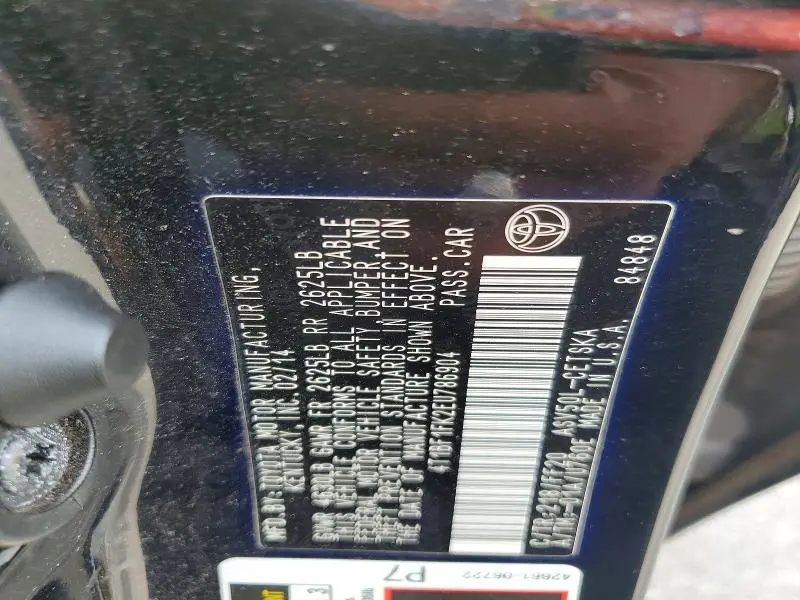 MFD.BY: TOYOTA MOTOR MANUFACTURING,
KENTUCKY, INC. 02/14
GVWR GAWR FR 2625LB RR 2625LB
THIS VEHICLE CONFORMS TO ALL APPLICABLE
FEDERAL MOTOR VEHICLE SAFETY, BUMPER, AND
THEFT PREVENTION STANDARDS IN EFFECT ON
THE DATE OF MANUFACTURE SHOWN ABOVE.
4T1BF1FK2EU786904 PASS.CAR
C/TR:218/FF20 ASV50L-CETSKA
MADE IN U.S.A. 84848
42661-06722
P7